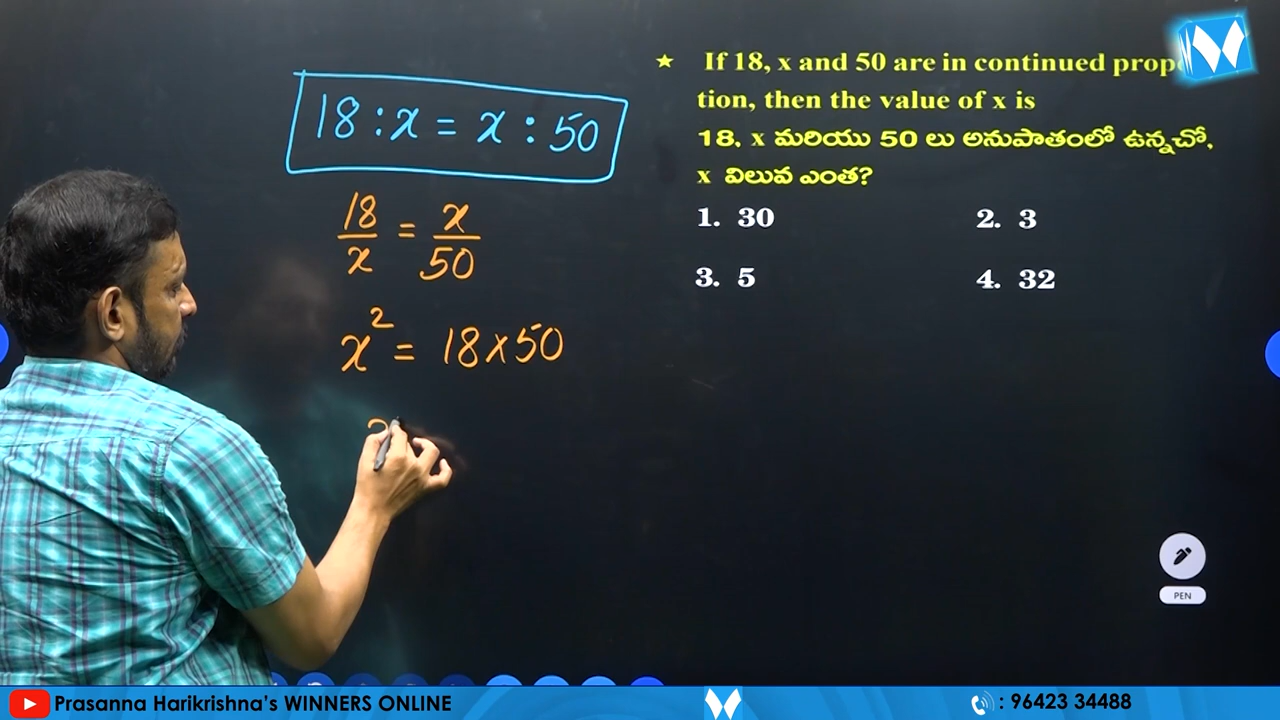 18 : x = x : 50
18/x = x/50
x² = 18 x 50
★ If 18, x and 50 are in continued
tion, then the value of x is
18, x మరియు 50 లు అనుపాతంలో ఉన్నచో,
x విలువ ఎంత?
1. 30 2. 3
3. 5 4. 32
PEN
Prasanna Harikrishna's WINNERS ONLINE : 96423 34488